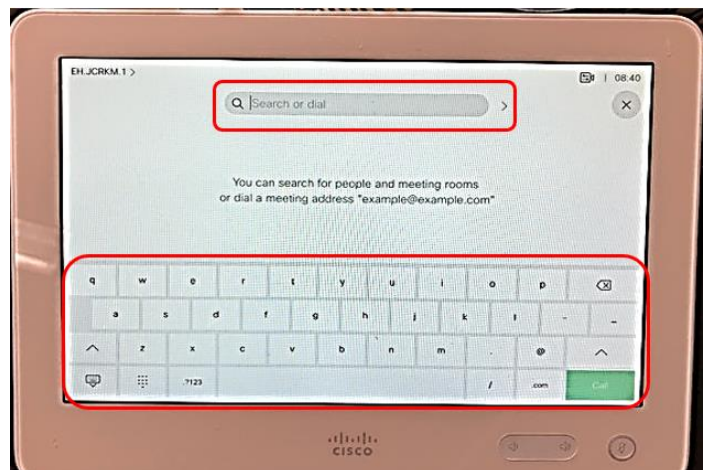 EH.JCRKM.1 >
08:40
Search or dial
You can search for people and meeting rooms
or dial a meeting address "example@example.com"
q w e r t y u i o p
a s d f g h j k l - _
z x c v b n m . @
.?123 / .com Call
CISCO